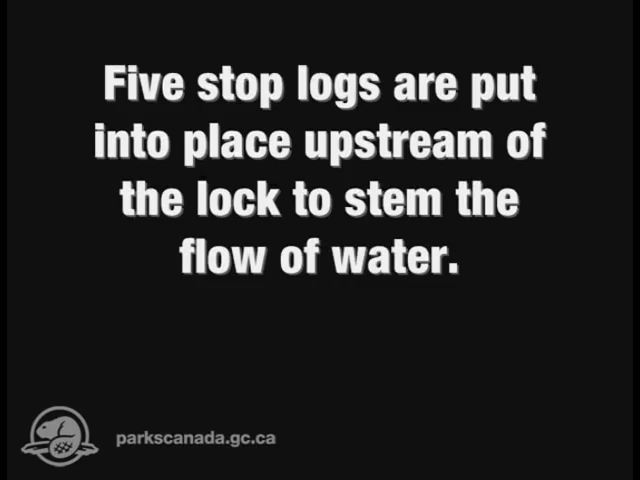 Five stop logs are put
into place upstream of
the lock to stem the
flow of water.
parkscanada.gc.ca